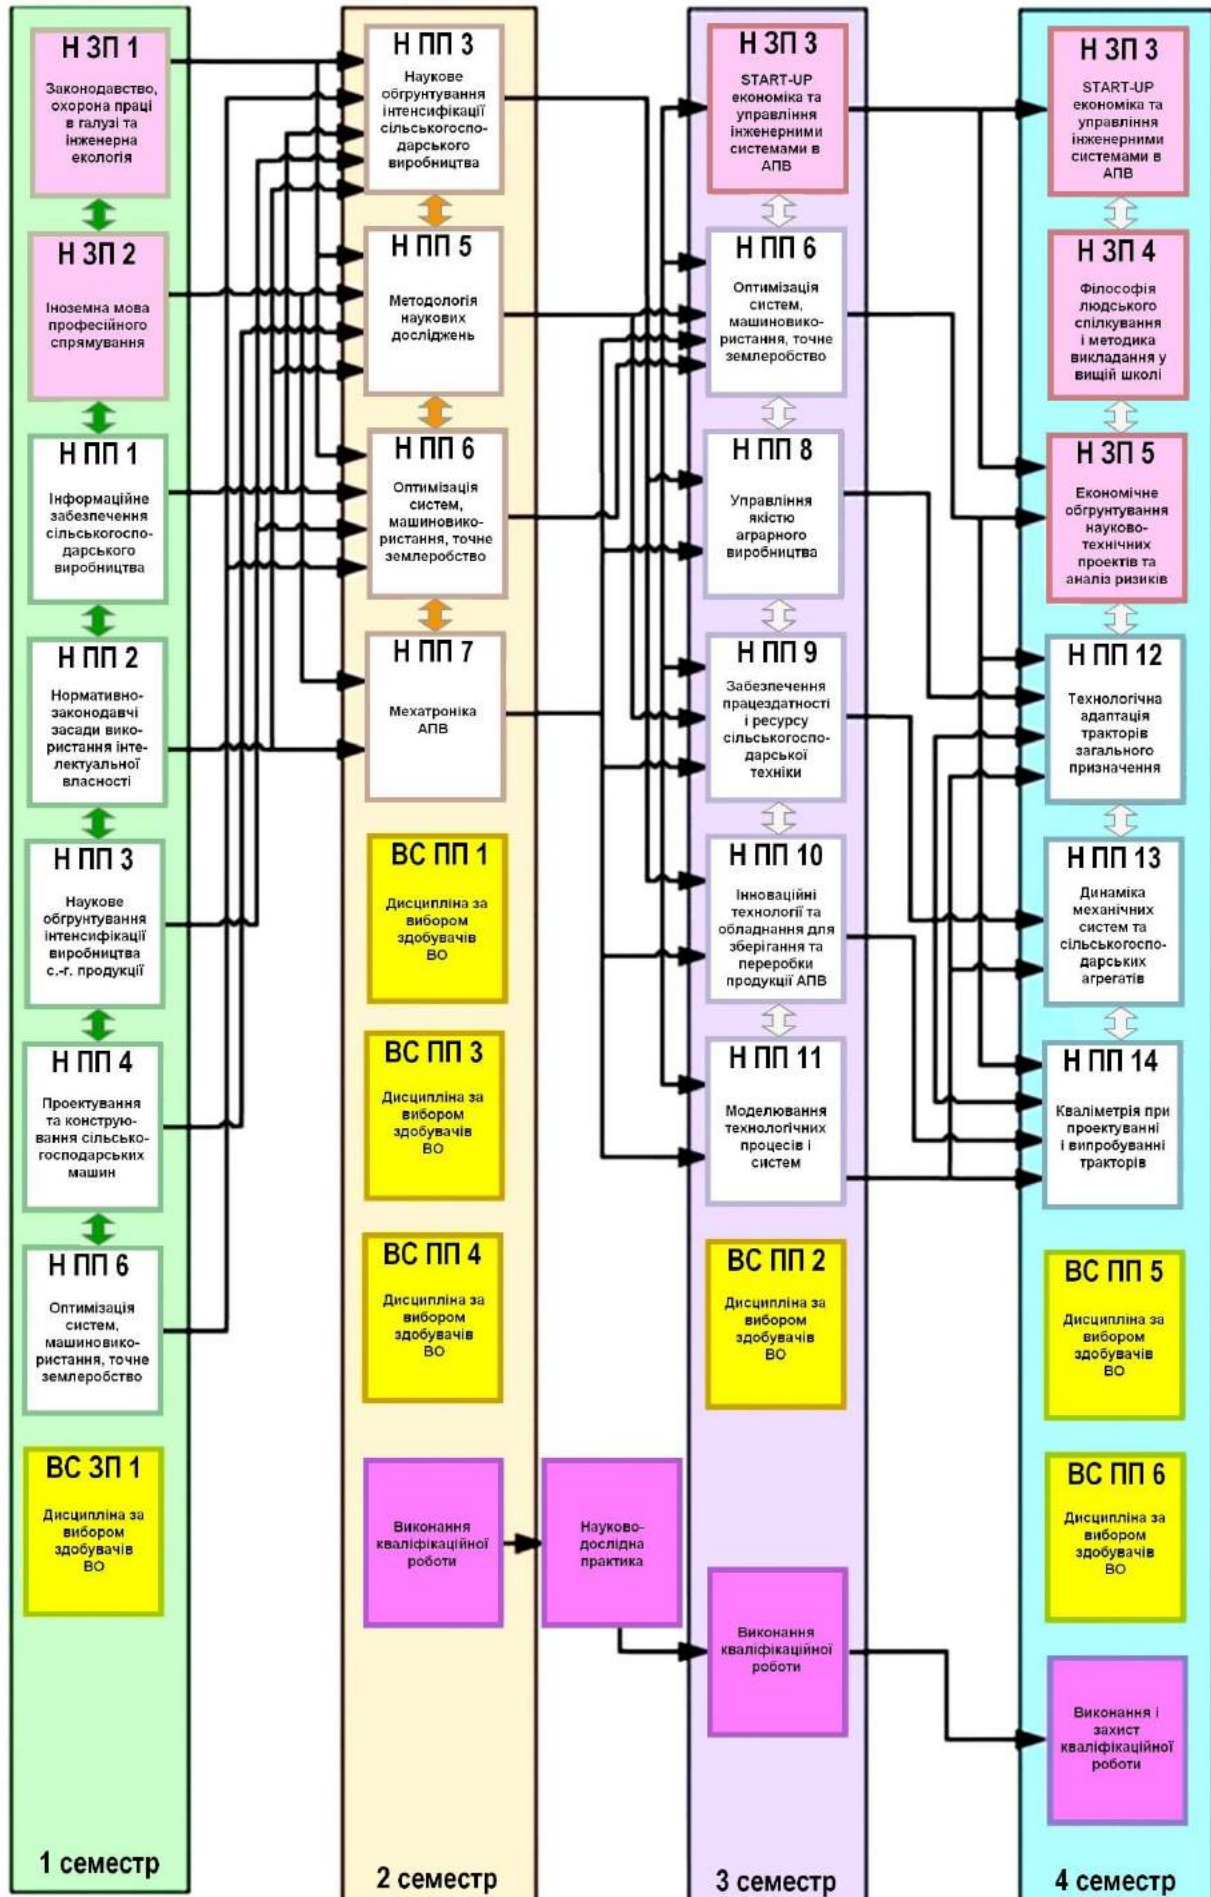 Н ЗП 1
Законодавство,
охорона праці
в галузі та
інженерна
екологія
Н ЗП 2
Іноземна мова
професійного
спрямування
Н ПП 1
Інформаційне
забезпечення
сільськогоспо-
дарського
виробництва
Н ПП 2
Нормативно-
законодавчі
засади вико-
ристання інте-
лектуальної
власності
Н ПП 3
Наукове
обгрунтування
інтенсифікації
виробництва
с.-г. продукції
Н ПП 4
Проектування
та конструю-
вання сільсько-
господарських
машин
Н ПП 6
Оптимізація
систем,
машиновико-
ристання, точне
землеробство
ВС ЗП 1
Дисципліна за
вибором
здобувачів
ВО
1 семестр
Н ПП 3
Наукове
обгрунтування
інтенсифікації
сільськогоспо-
дарського
виробництва
Н ПП 5
Методологія
наукових
досліджень
Н ПП 6
Оптимізація
систем,
машиновико-
ристання, точне
землеробство
Н ПП 7
Мехатроніка
АПВ
ВС ПП 1
Дисципліна за
вибором
здобувачів
ВО
ВС ПП 3
Дисципліна за
вибором
здобувачів
ВО
ВС ПП 4
Дисципліна за
вибором
здобувачів
ВО
Виконання
кваліфікаційної
роботи
2 семестр
Науково-
дослідна
практика
Н ЗП 3
START-UP
економіка та
управління
інженерними
системами в
АПВ
Н ПП 6
Оптимізація
систем,
машиновико-
ристання, точне
землеробство
Н ПП 8
Управління
якістю
аграрного
виробництва
Н ПП 9
Забезпечення
працездатності
і ресурсу
сільськогоспо-
дарської
техніки
Н ПП 10
Інноваційні
технології та
обладнання для
зберігання та
переробки
продукції АПВ
Н ПП 11
Моделювання
технологічних
процесів і
систем
ВС ПП 2
Дисципліна за
вибором
здобувачів
ВО
Виконання
кваліфікаційної
роботи
3 семестр
Н ЗП 3
START-UP
економіка та
управління
інженерними
системами в
АПВ
Н ЗП 4
Філософія
людського
спілкування
і методика
викладання у
вищій школі
Н ЗП 5
Економічне
обгрунтування
науково-
технічних
проектів та
аналіз ризиків
Н ПП 12
Технологічна
адаптація
тракторів
загального
призначення
Н ПП 13
Динаміка
механічних
систем та
сільськогоспо-
дарських
агрегатів
Н ПП 14
Кваліметрія при
проектуванні
і випробуванні
тракторів
ВС ПП 5
Дисципліна за
вибором
здобувачів
ВО
ВС ПП 6
Дисципліна за
вибором
здобувачів
ВО
Виконання і
захист
кваліфікаційної
роботи
4 семестр